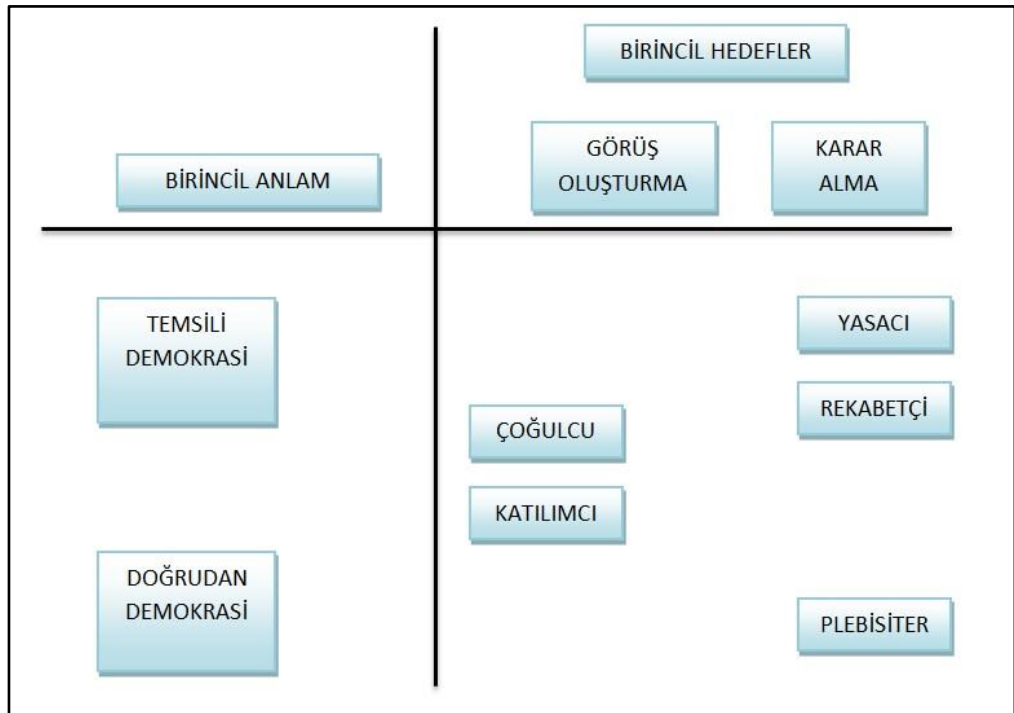 BİRİNCİL HEDEFLER
BİRİNCİL ANLAM
GÖRÜŞ
OLUŞTURMA
KARAR
ALMA
TEMSİLİ
DEMOKRASİ
YASACI
REKABETÇİ
ÇOĞULCU
KATILIMCI
DOĞRUDAN
DEMOKRASİ
PLEBİSİTER